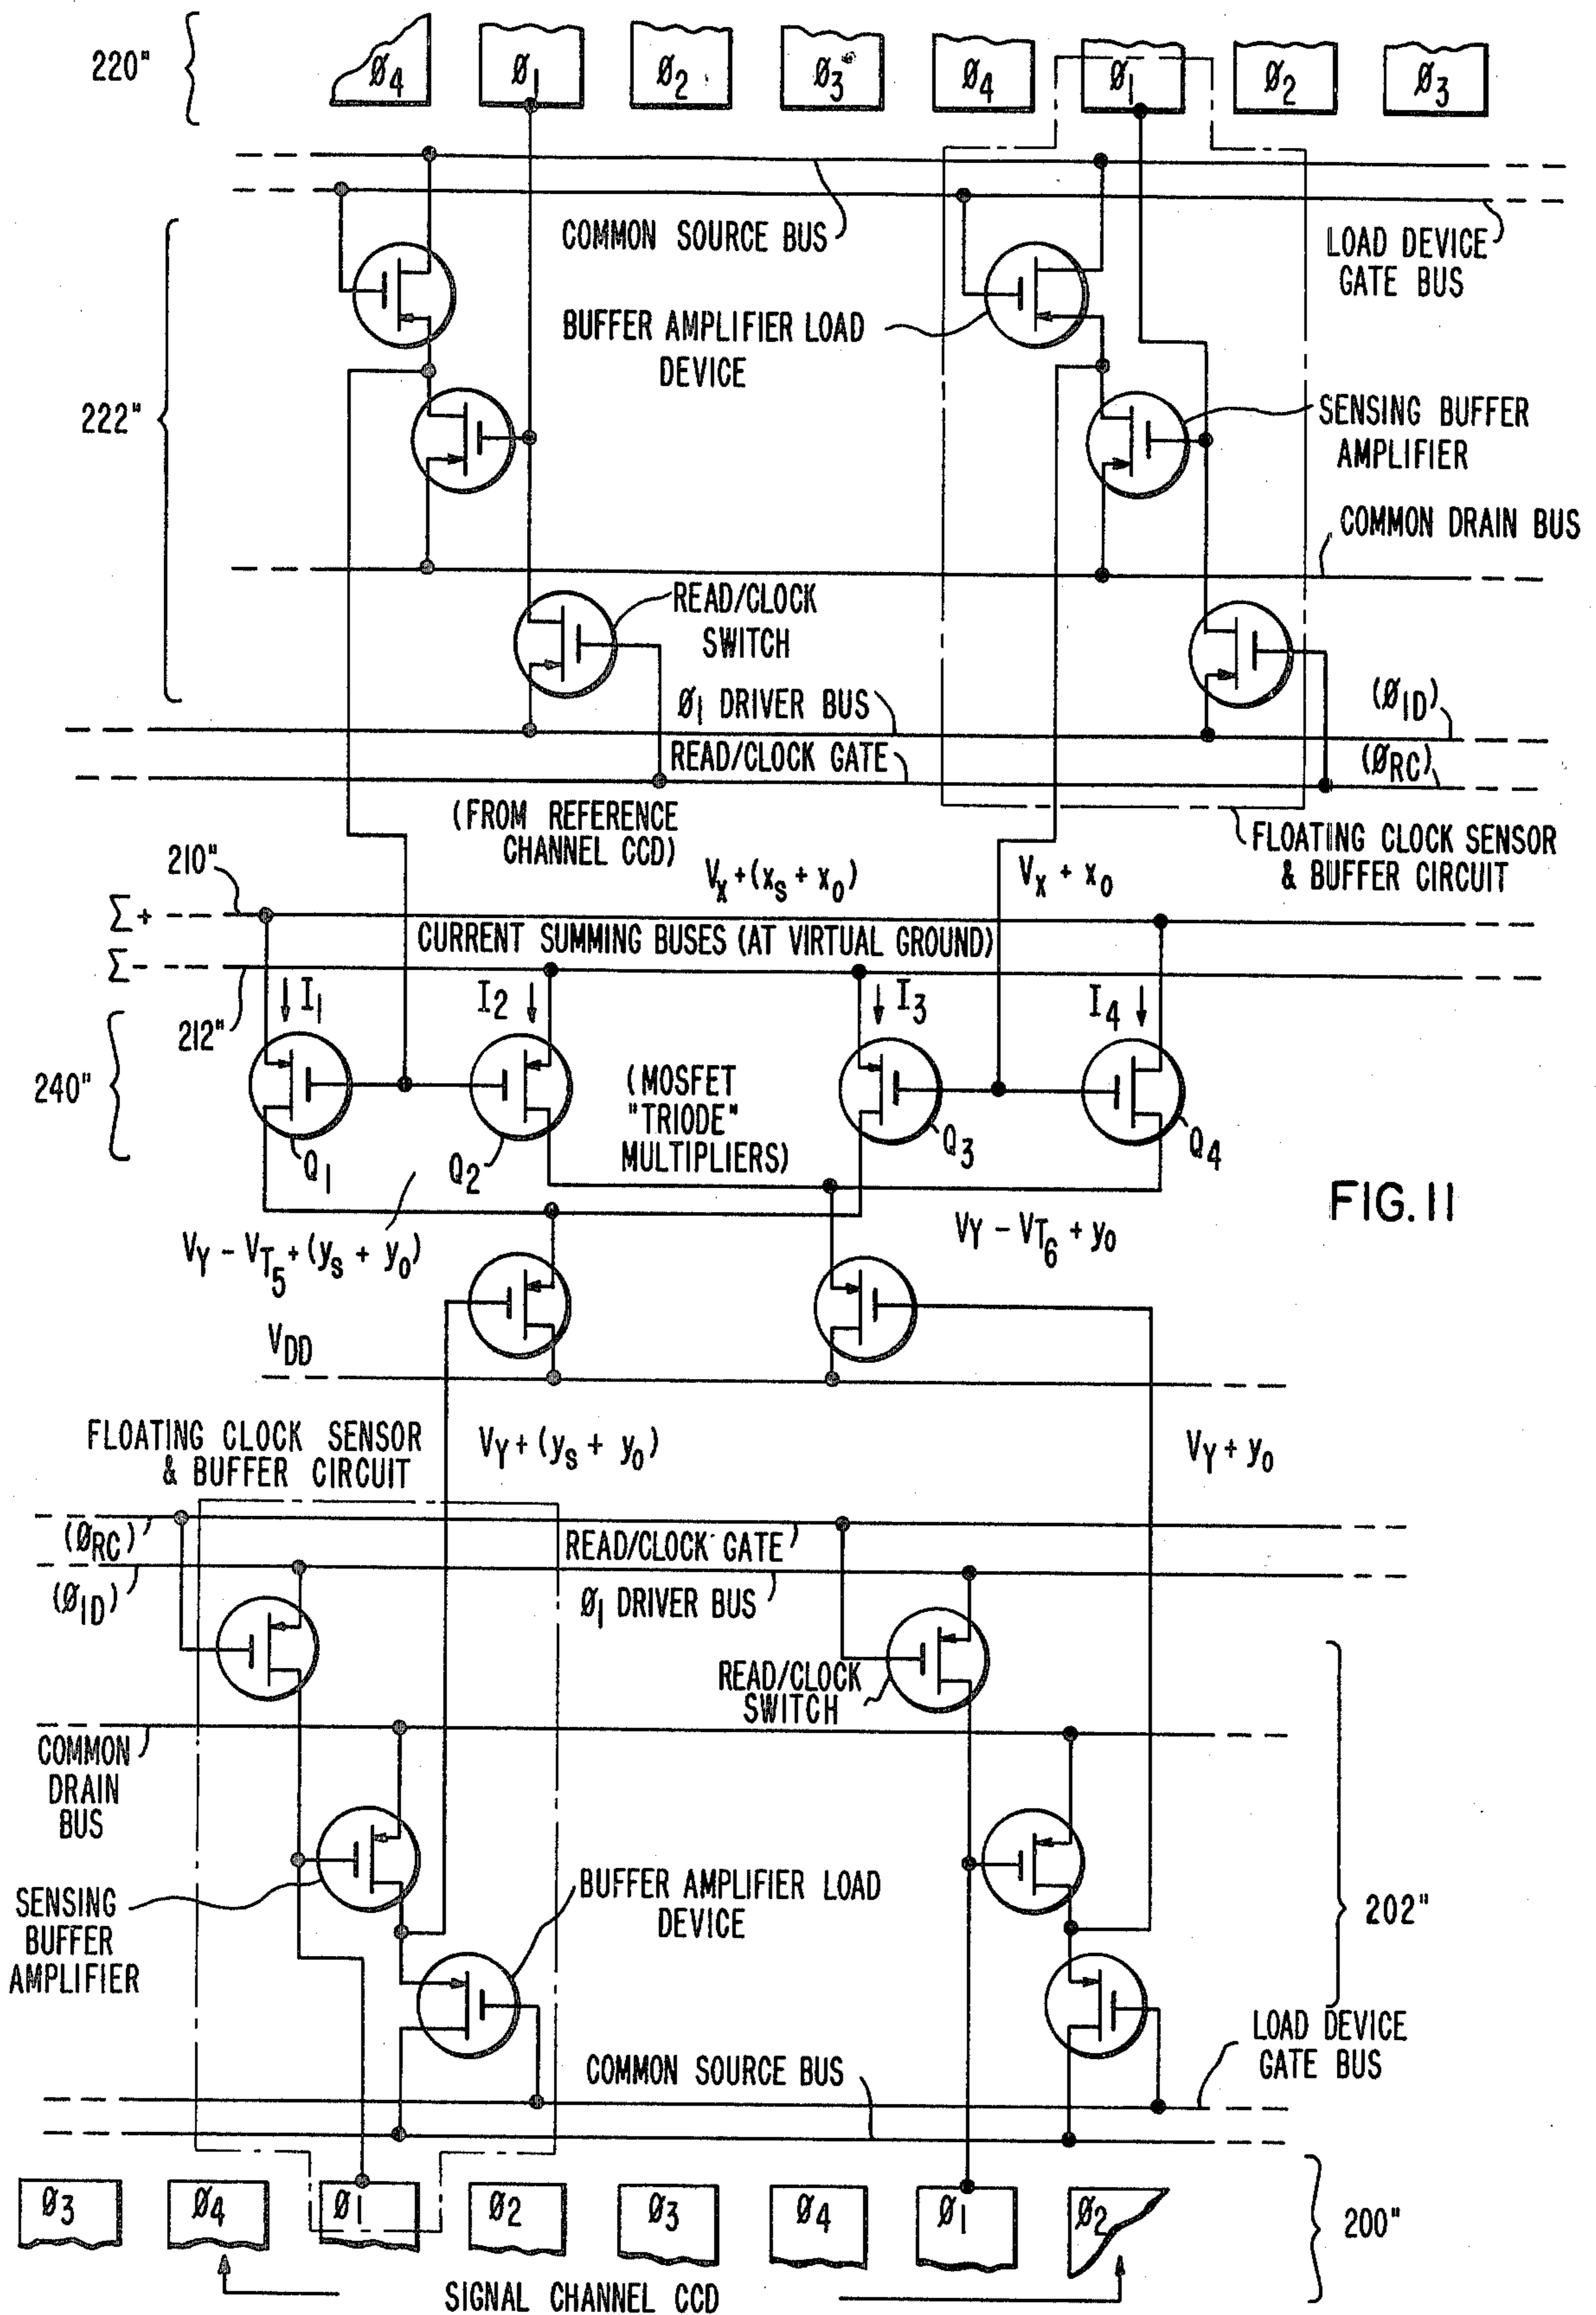 220"
Ø4 Ø1 Ø2 Ø3 Ø4 Ø1 Ø2 Ø3
COMMON SOURCE BUS
LOAD DEVICE
GATE BUS
BUFFER AMPLIFIER LOAD
DEVICE
222"
SENSING BUFFER
AMPLIFIER
COMMON DRAIN BUS
READ/CLOCK
SWITCH
Ø1 DRIVER BUS
(Ø1D)
READ/CLOCK GATE
(ØRC)
(FROM REFERENCE
CHANNEL CCD)
FLOATING CLOCK SENSOR
& BUFFER CIRCUIT
210"
VX + (xS + xO)
VX + xO
Σ+
CURRENT SUMMING BUSES (AT VIRTUAL GROUND)
Σ-
I1 I2 I3 I4
212"
240"
(MOSFET
"TRIODE"
MULTIPLIERS)
Q1 Q2 Q3 Q4
FIG. 11
VY - VT5 + (yS + yO)
VY - VT6 + yO
VDD
FLOATING CLOCK SENSOR
& BUFFER CIRCUIT
VY + (yS + yO)
VY + yO
(ØRC)
READ/CLOCK GATE
(Ø1D)
Ø1 DRIVER BUS
READ/CLOCK
SWITCH
COMMON
DRAIN
BUS
SENSING
BUFFER
AMPLIFIER
BUFFER AMPLIFIER LOAD
DEVICE
202"
LOAD DEVICE
GATE BUS
COMMON SOURCE BUS
Ø3 Ø4 Ø1 Ø2 Ø3 Ø4 Ø1 Ø2
200"
SIGNAL CHANNEL CCD